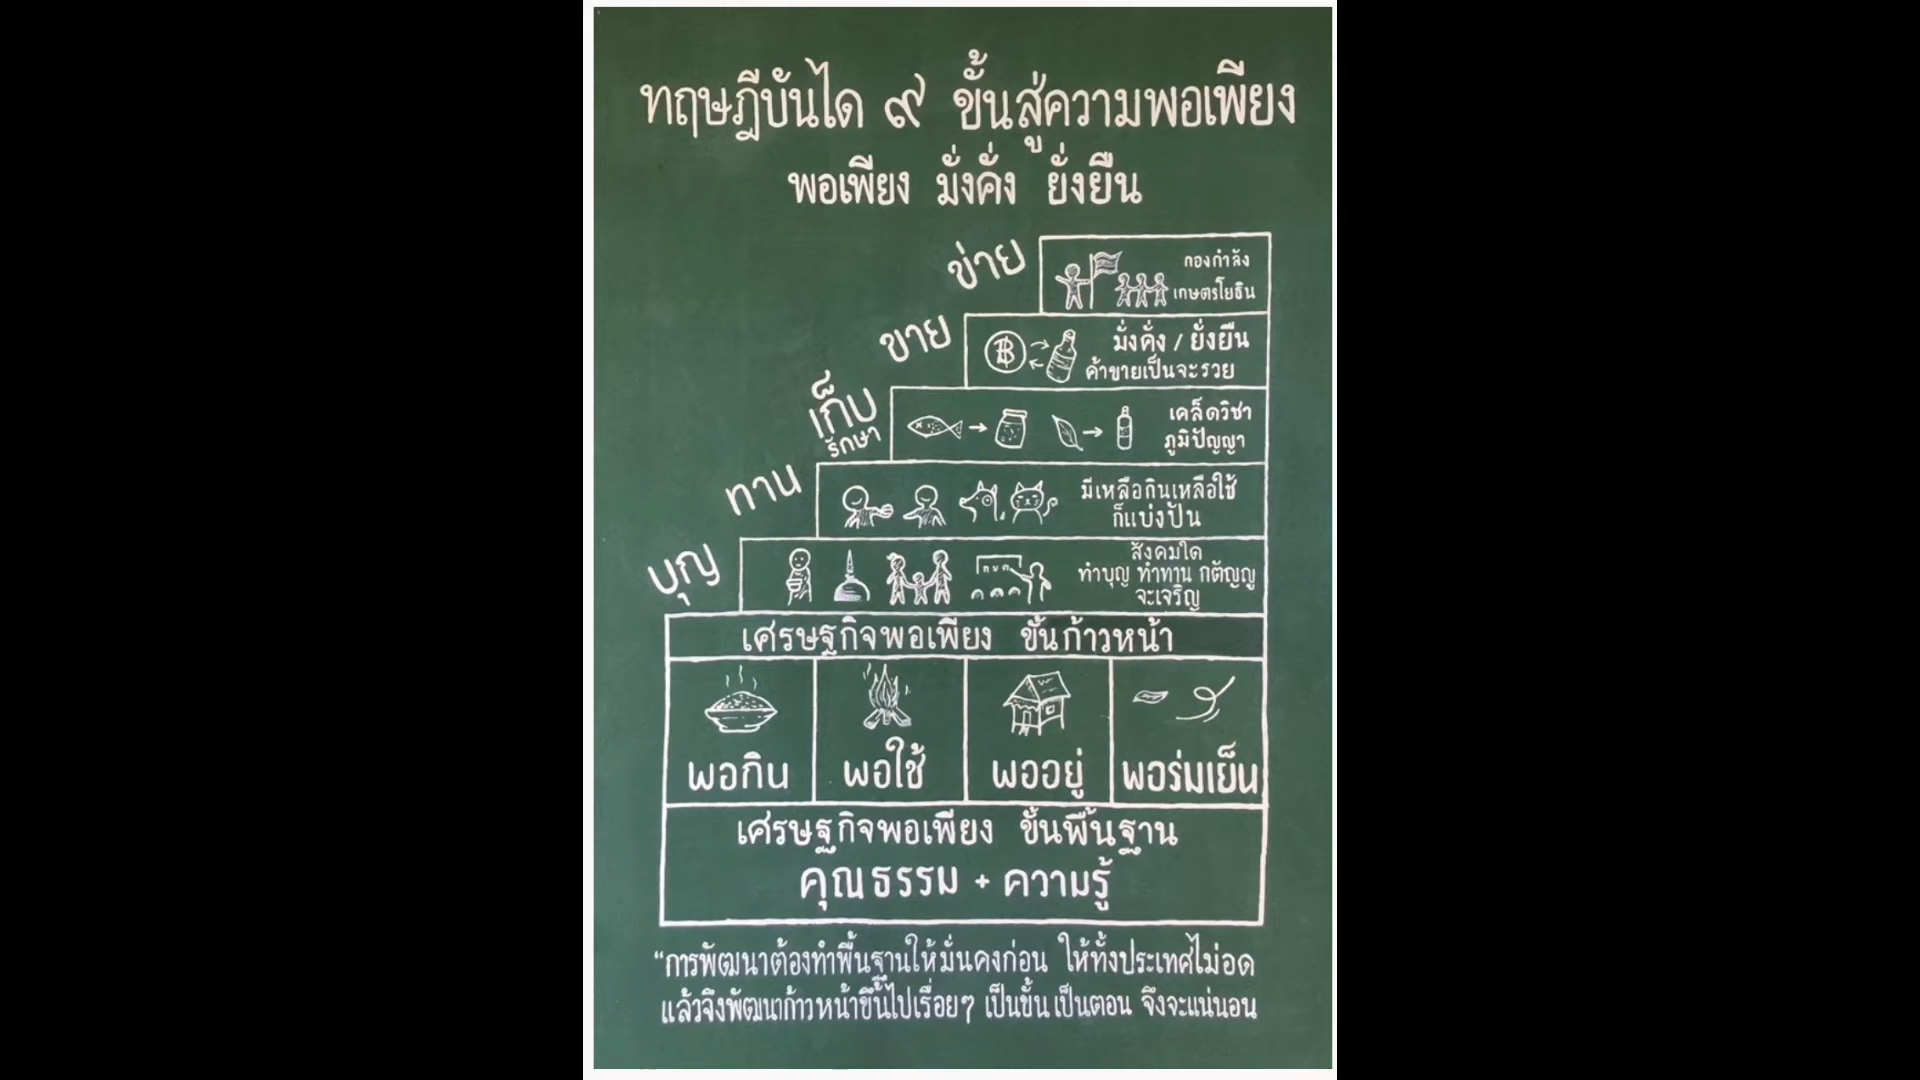 ทฤษฎีบันได ๙ ขั้นสู่ความพอเพียง
พอเพียง มั่งคั่ง ยั่งยืน
ข่าย
กองกำลัง
เกษตรโยธิน
ขาย
฿
มั่งคั่ง / ยั่งยืน
ค้าขายเป็นจะรวย
เก็บ
รักษา
เคล็ดวิชา
ภูมิปัญญา
ทาน
มีเหลือกินเหลือใช้
ก็แบ่งปัน
บุญ
สังคมใด
ทำบุญ ทำทาน กตัญญู
จะเจริญ
เศรษฐกิจพอเพียง ขั้นก้าวหน้า
พอกิน พอใช้ พออยู่ พอร่มเย็น
เศรษฐกิจพอเพียง ขั้นพื้นฐาน
คุณธรรม + ความรู้
“การพัฒนาต้องทำพื้นฐานให้มั่นคงก่อน ให้ทั้งประเทศไม่อด
แล้วจึงพัฒนาก้าวหน้าขึ้นไปเรื่อยๆ เป็นขั้น เป็นตอน จึงจะแน่นอน